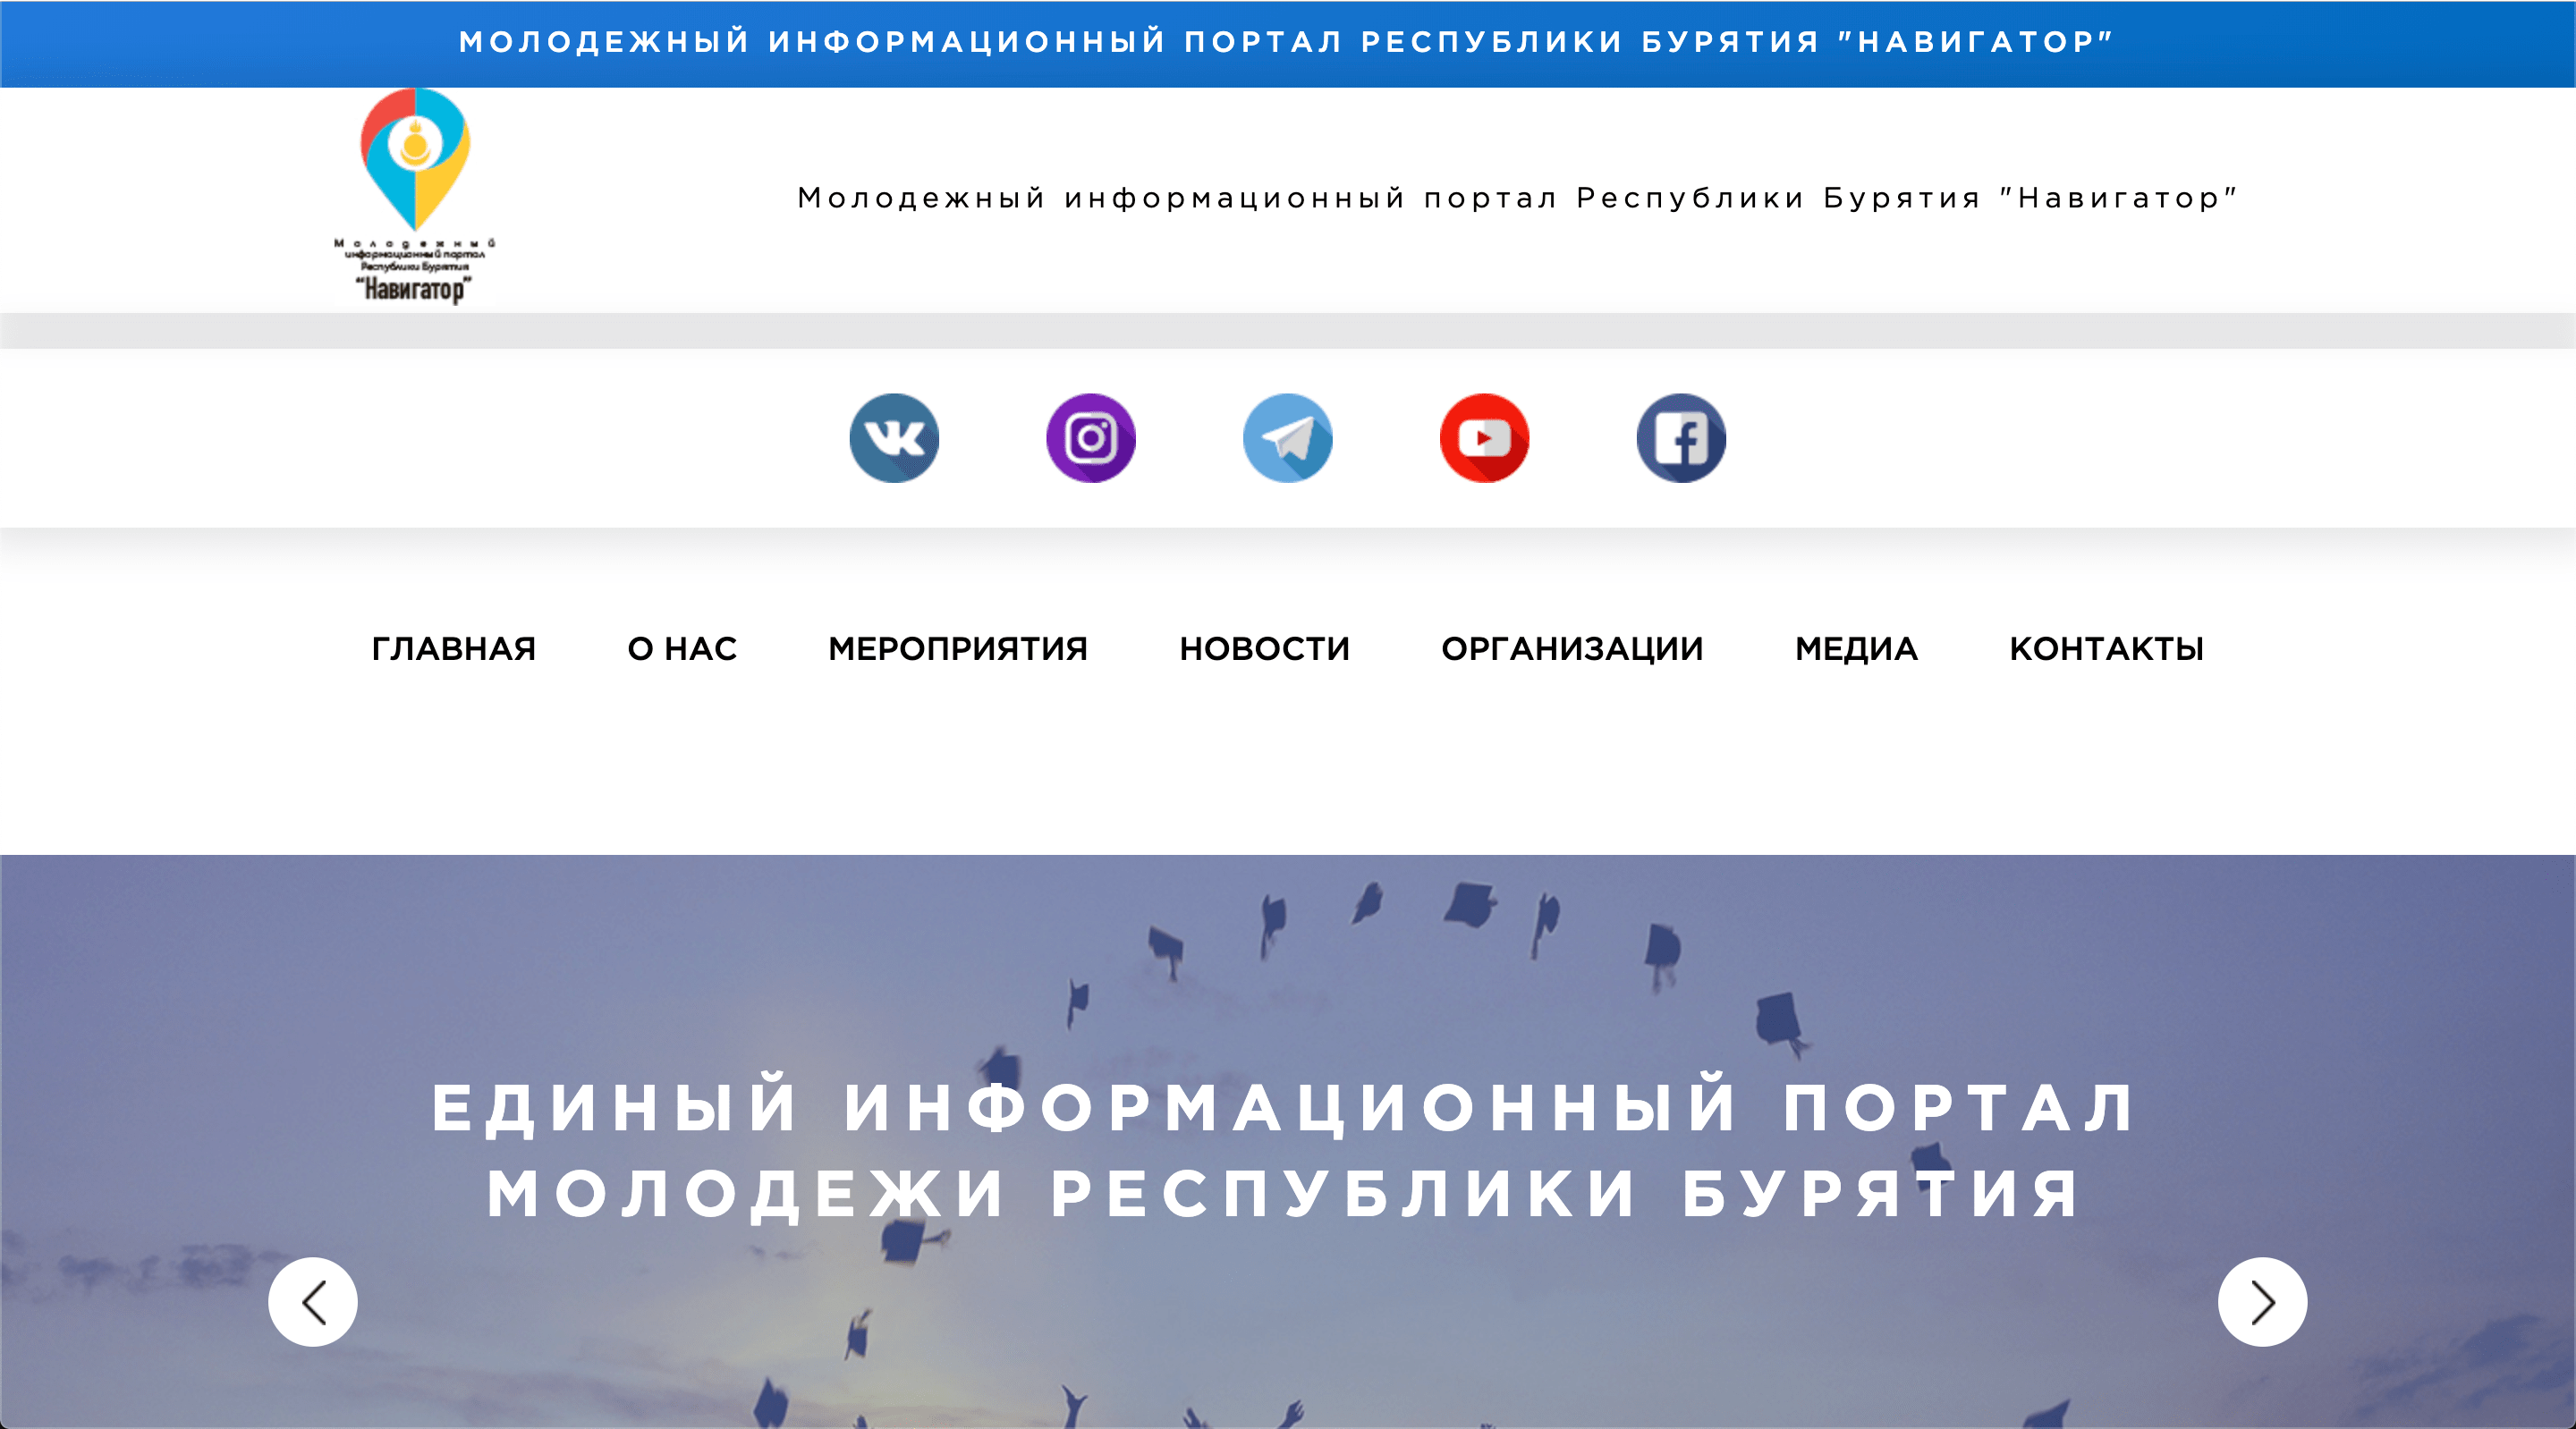 МОЛОДЕЖНЫЙ ИНФОРМАЦИОННЫЙ ПОРТАЛ РЕСПУБЛИКИ БУРЯТИЯ "НАВИГАТОР"
Молодежный
информационный портал
Республики Бурятия
“Навигатор”
Молодежный информационный портал Республики Бурятия "Навигатор"
ГЛАВНАЯ О НАС МЕРОПРИЯТИЯ НОВОСТИ ОРГАНИЗАЦИИ МЕДИА КОНТАКТЫ
ЕДИНЫЙ ИНФОРМАЦИОННЫЙ ПОРТАЛ
МОЛОДЕЖИ РЕСПУБЛИКИ БУРЯТИЯ